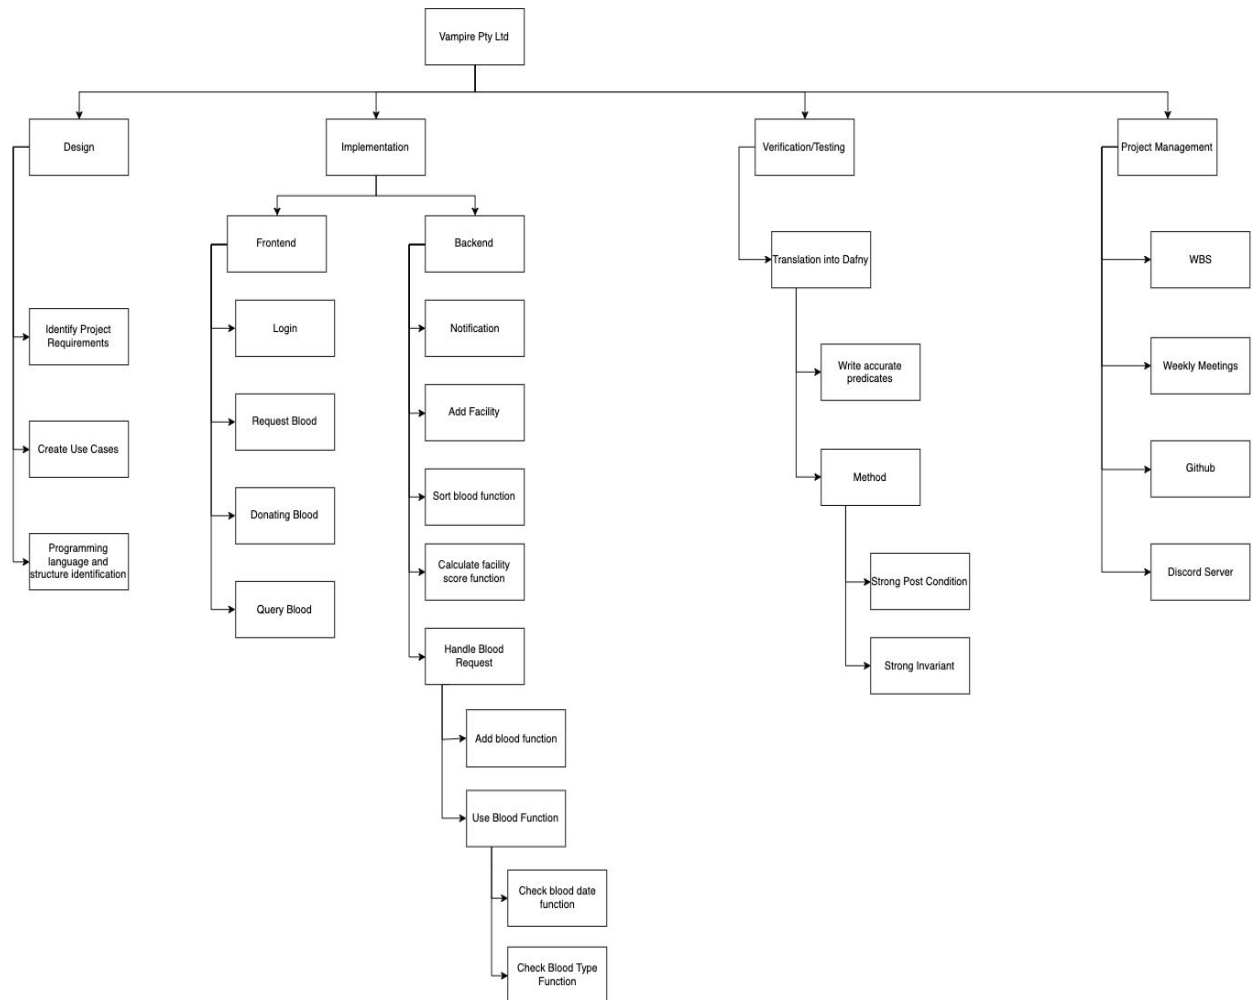 Vampire Pty Ltd
Design
Implementation
Verification/Testing
Project Management
Frontend
Backend
Translation into Dafny
WBS
Identify Project
Requirements
Login
Notification
Write accurate
predicates
Weekly Meetings
Create Use Cases
Request Blood
Add Facility
Method
Github
Donating Blood
Sort blood function
Programming
language and
structure identification
Calculate facility
score function
Strong Post Condition
Discord Server
Query Blood
Handle Blood
Request
Strong Invariant
Add blood function
Use Blood Function
Check blood date
function
Check Blood Type
Function